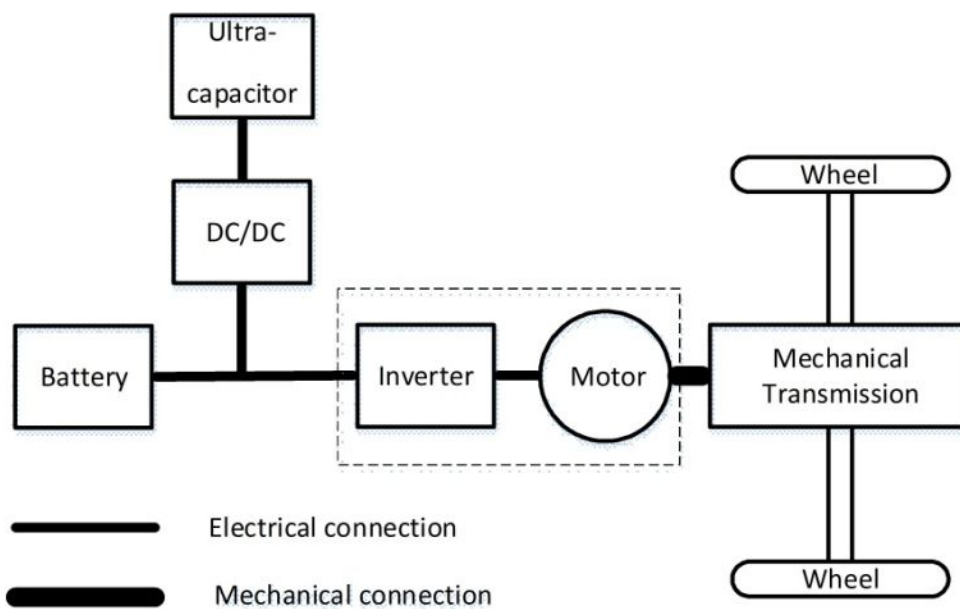 Ultra-
capacitor
DC/DC
Battery
Inverter
Motor
Wheel
Mechanical
Transmission
Wheel
Electrical connection
Mechanical connection